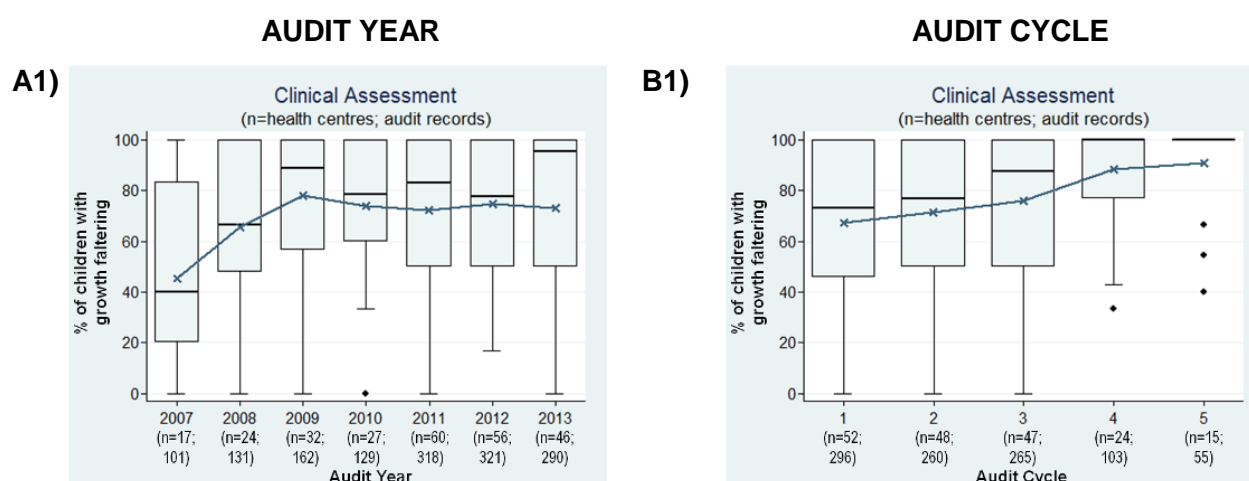 AUDIT YEAR
AUDIT CYCLE
A1)
Clinical Assessment
(n=health centres; audit records)
% of children with
growth faltering
100
80
60
40
20
0
2007 2008 2009 2010 2011 2012 2013
(n=17; (n=24; (n=32; (n=27; (n=60; (n=56; (n=46;
101) 131) 162) 129) 318) 321) 290)
Audit Year
B1)
Clinical Assessment
(n=health centres; audit records)
% of children with
growth faltering
100
80
60
40
20
0
1 2 3 4 5
(n=52; (n=48; (n=47; (n=24; (n=15;
296) 260) 265) 103) 55)
Audit Cycle